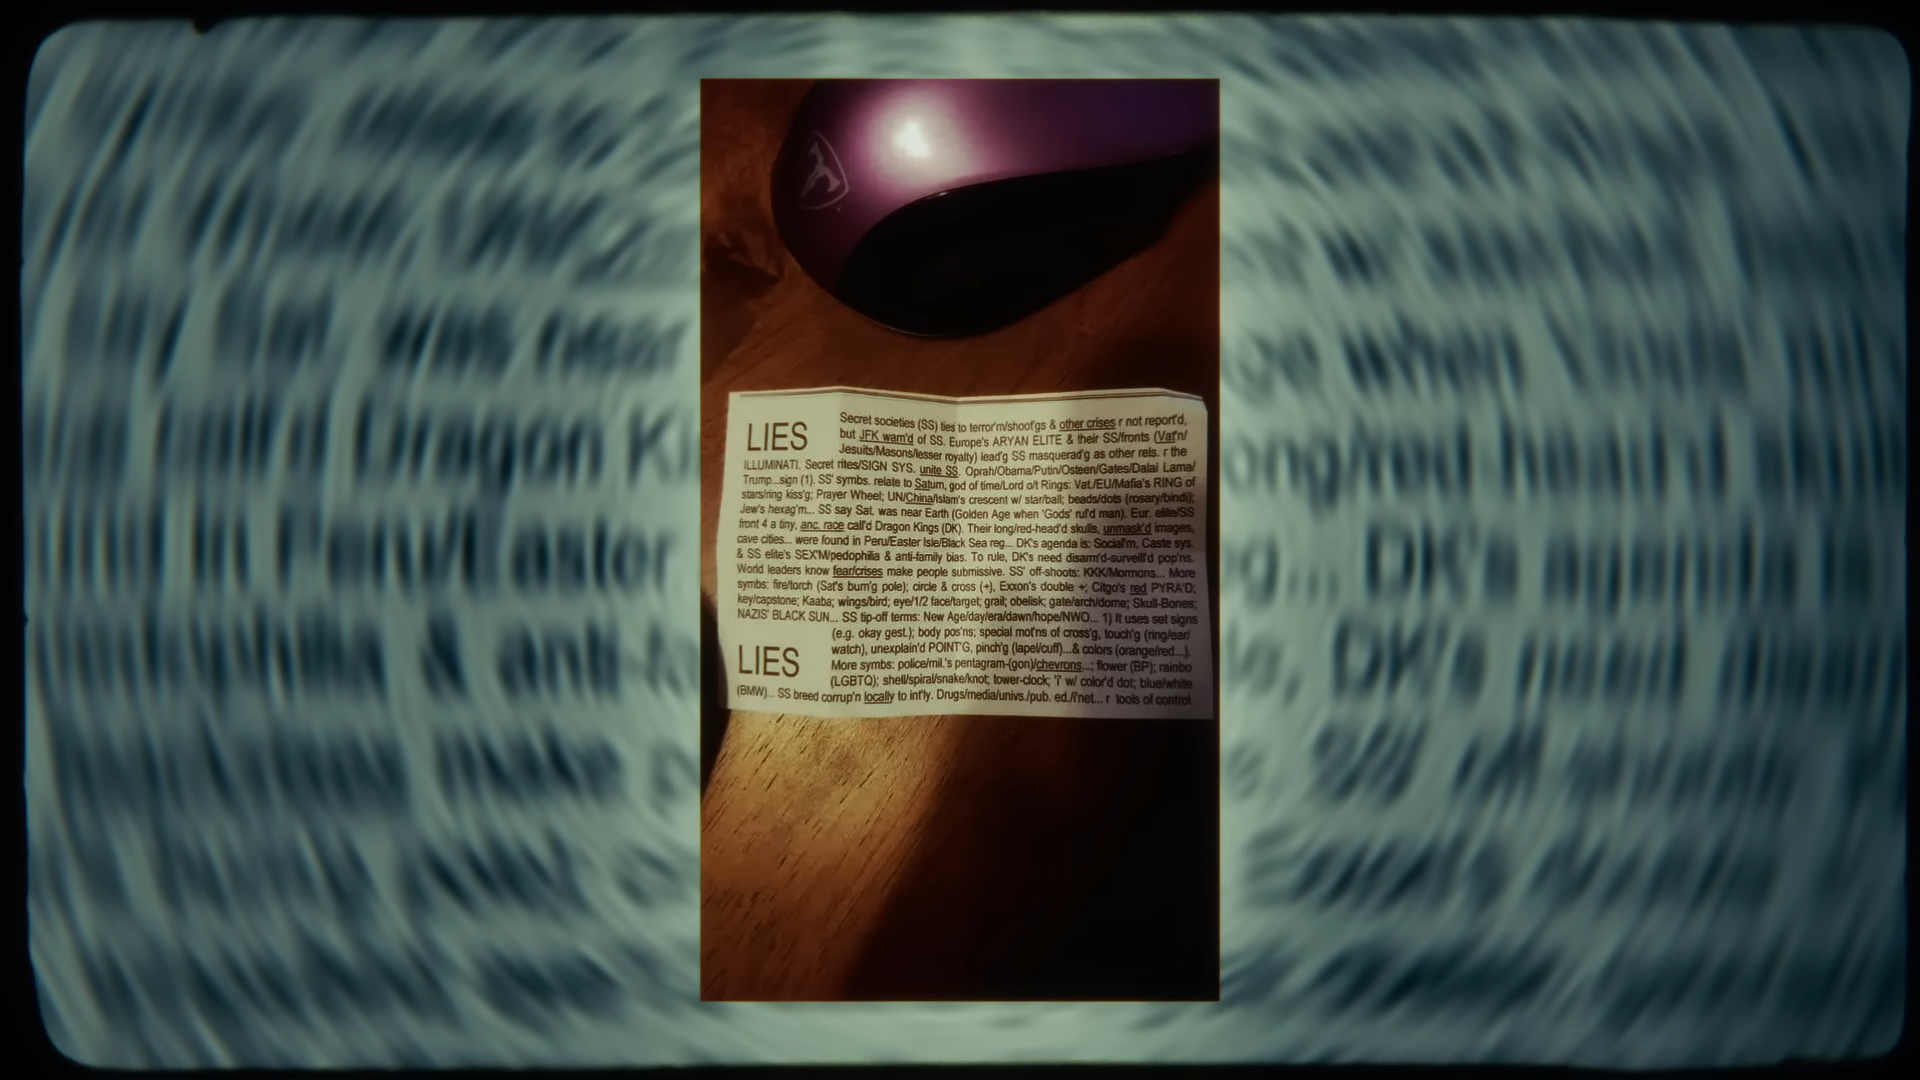 LIES
Secret societies (SS) ties to terror'm/shoot'gs & other crises r not report'd,
but JFK warn'd of SS. Europe's ARYAN ELITE & their SS/fronts (Vat'n/
Jesuits/Masons/lesser royalty) lead'g SS masquerad'g as other rels. r the
ILLUMINATI. Secret rites/SIGN SYS. unite SS. Oprah/Obama/Putin/Osteen/Gates/Dalai Lama/
Trump...sign (1). SS' symbs. relate to Saturn, god of time/Lord o/t Rings: Vat./EU/Mafia's RING of
stars/ring kiss'g; Prayer Wheel; UN/China/Islam's crescent w/ star/ball; beads/dots (rosary/bindi);
Jew's hexag'm... SS say Sat. was near Earth (Golden Age when 'Gods' rul'd man). Eur. elite/SS
front 4 a tiny, anc. race call'd Dragon Kings (DK). Their long/red-head'd skulls, unmask'd images,
cave cities... were found in Peru/Easter Isle/Black Sea reg... DK's agenda is: Social'm, Caste sys.
& SS elite's SEX'M/pedophilia & anti-family bias. To rule, DK's need disarm'd-surveill'd pop'ns.
World leaders know fear/crises make people submissive. SS' off-shoots: KKK/Mormons... More
symbs: fire/torch (Sat's burn'g pole); circle & cross (+), Exxon's double +; Citgo's red PYRA'D;
key/capstone; Kaaba; wings/bird; eye/1/2 face/target; grail; obelisk; gate/arch/dome; Skull-Bones;
NAZIS' BLACK SUN... SS tip-off terms: New Age/day/era/dawn/hope/NWO... 1) It uses set signs
(e.g. okay gest.); body pos'ns; special mot'ns of cross'g, touch'g (ring/ear/
LIES
watch), unexplain'd POINT'G, pinch'g (lapel/cuff)...& colors (orange/red...).
More symbs: police/mil.'s pentagram-(gon)/chevrons...; flower (BP); rainbo
(LGBTQ); shell/spiral/snake/knot; tower-clock; 'i' w/ color'd dot; blue/white
(BMW)... SS breed corrup'n locally to inf'ly. Drugs/media/univs./pub. ed./i'net... r tools of control.